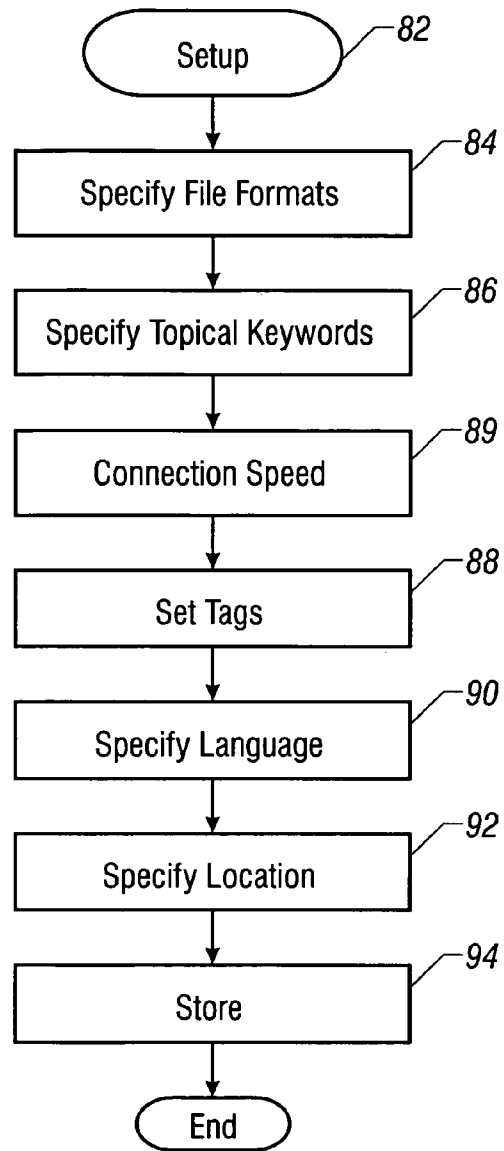 Setup
82
84
Specify File Formats
86
Specify Topical Keywords
89
Connection Speed
88
Set Tags
90
Specify Language
92
Specify Location
94
Store
End